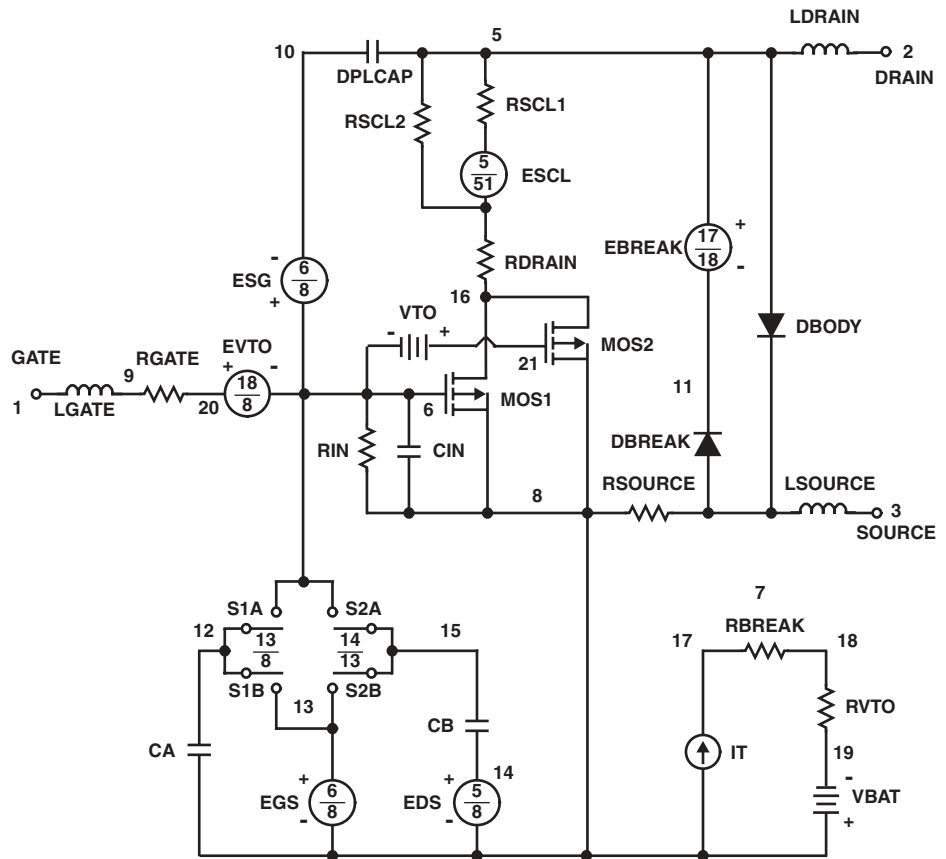 LDRAIN
10
5
2
DPLCAP
DRAIN
RSCL1
RSCL2
5
51
ESCL
-
ESG
6
8
+
RDRAIN
EBREAK
17
18
+
-
16
VTO
-
+
DBODY
MOS2
GATE
9
RGATE
EVTO
+
-
18
8
21
11
1
LGATE
20
6
MOS1
RIN
CIN
DBREAK
8
RSOURCE
LSOURCE
3
SOURCE
S1A
S2A
12
13
8
14
13
15
7
RBREAK
17
18
S1B
13
S2B
CA
CB
RVTO
IT
14
19
+
EGS
6
8
-
+
EDS
5
8
-
-
VBAT
+